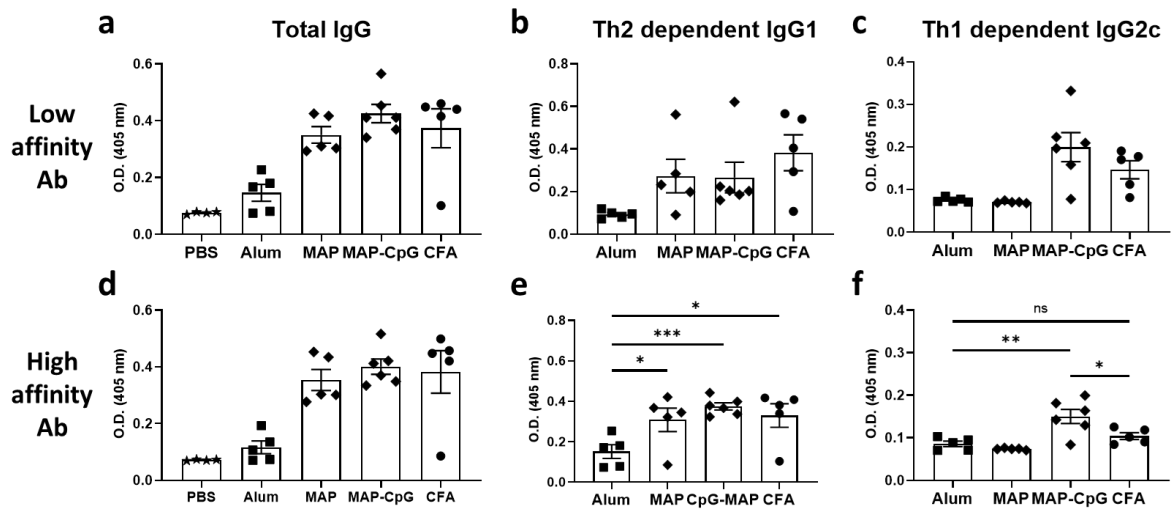 a
Total IgG
b
Th2 dependent IgG1
c
Th1 dependent IgG2c
Low
affinity
Ab
O.D. (405 nm)
0.6
0.4
0.2
0.0
PBS Alum MAP MAP-CpG CFA
O.D. (405 nm)
0.8
0.6
0.4
0.2
0.0
Alum MAP MAP-CpG CFA
O.D. (405 nm)
0.4
0.3
0.2
0.1
0.0
Alum MAP MAP-CpG CFA
High
affinity
Ab
d
O.D. (405 nm)
0.6
0.4
0.2
0.0
PBS Alum MAP MAP-CpG CFA
e
O.D. (405 nm)
0.8
0.6
0.4
0.2
0.0
*
***
*
Alum MAP CpG-MAP CFA
f
O.D. (405 nm)
0.4
0.3
0.2
0.1
0.0
ns
**
*
Alum MAP MAP-CpG CFA